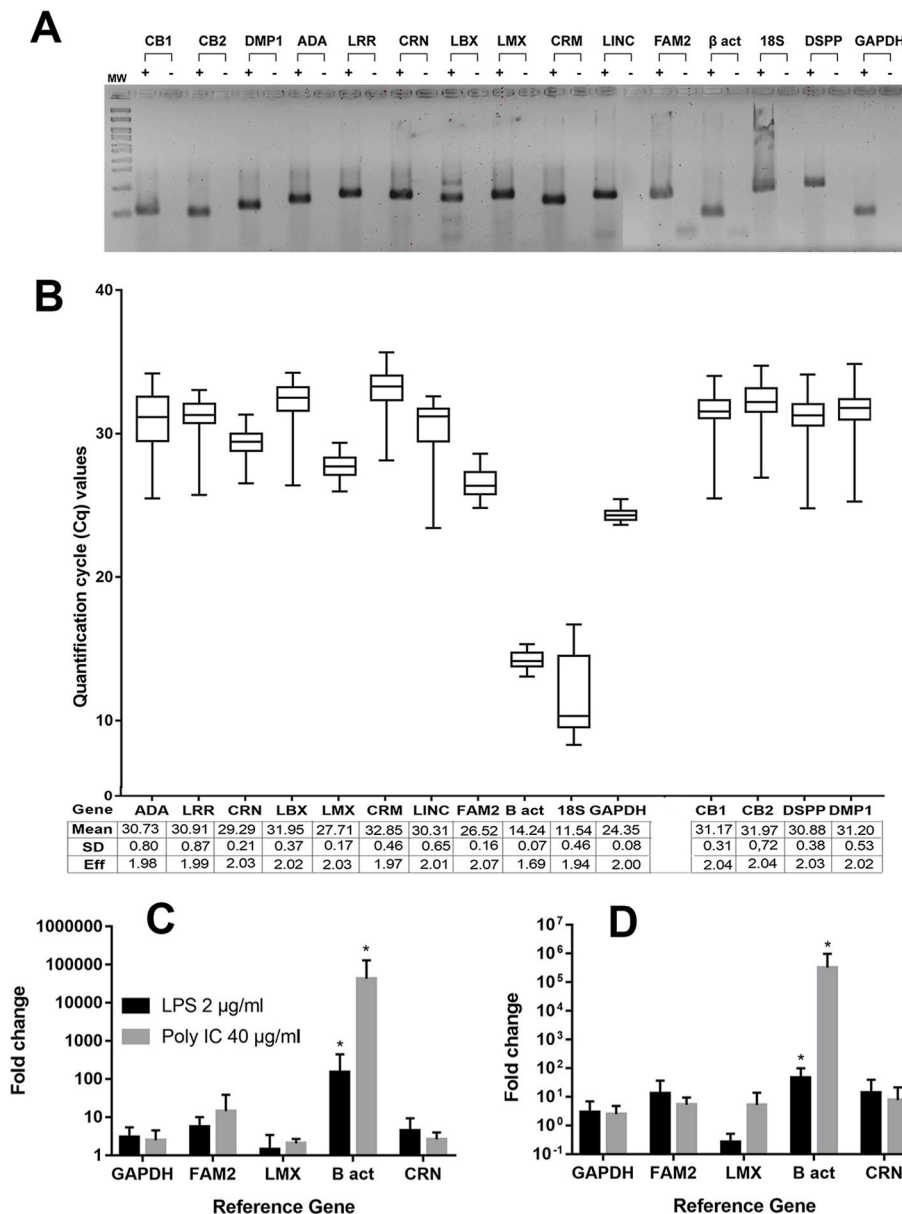 A
CB1 CB2 DMP1 ADA LRR CRN LBX LMX CRM LINC FAM2 β act 18S DSPP GAPDH
+ - + - + - + - + - + - + - + - + - + - + - + - + - + - + -
MW
B
Quantification cycle (Cq) values
40
30
20
10
0
Gene ADA LRR CRN LBX LMX CRM LINC FAM2 B act 18S GAPDH CB1 CB2 DSPP DMP1
Mean 30.73 30.91 29.29 31.95 27.71 32.85 30.31 26.52 14.24 11.54 24.35 31.17 31.97 30.88 31.20
SD 0.80 0.87 0.21 0.37 0.17 0.46 0.65 0.16 0.07 0.46 0.08 0.31 0,72 0.38 0.53
Eff 1.98 1.99 2.03 2.02 2.03 1.97 2.01 2.07 1.69 1.94 2.00 2.04 2.04 2.03 2.02
C
Fold change
1000000
100000
10000
1000
100
10
1
LPS 2 µg/ml
Poly IC 40 µg/ml
* *
GAPDH FAM2 LMX B act CRN
Reference Gene
D
Fold change
10⁷
10⁶
10⁵
10⁴
10³
10²
10¹
10⁰
10⁻¹
* *
GAPDH FAM2 LMX B act CRN
Reference Gene